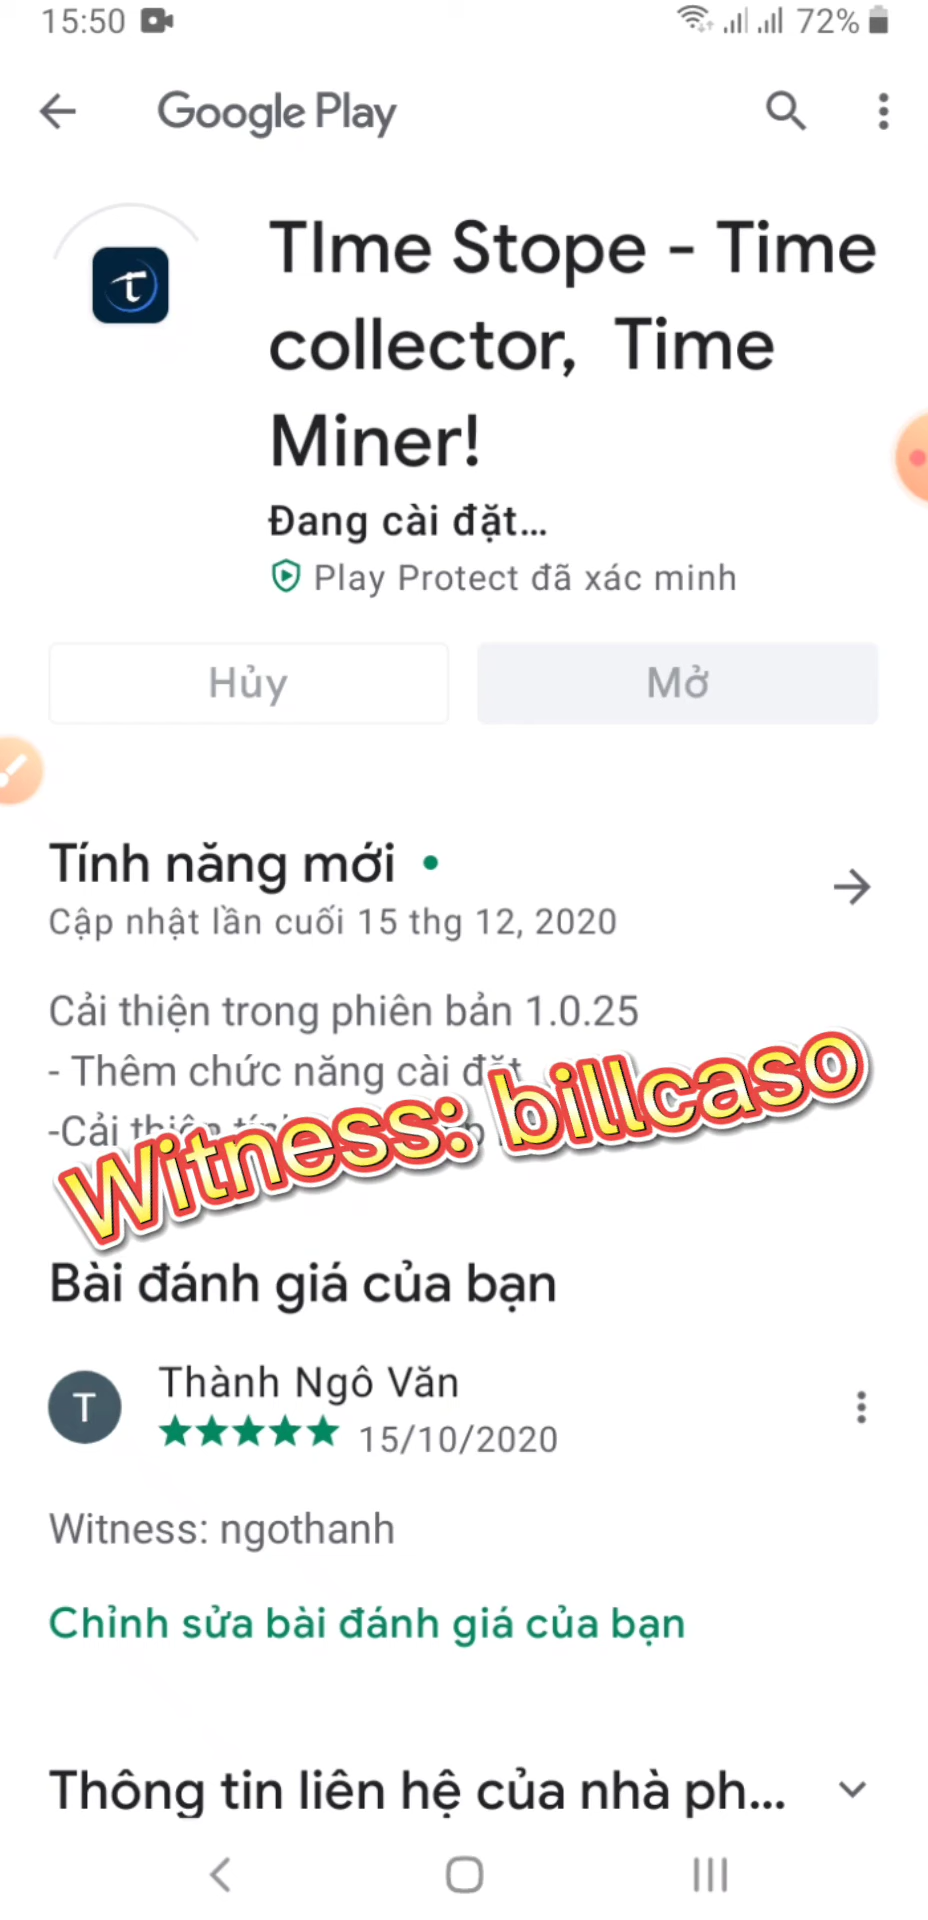 15:50
72%
Google Play
TIme Stope - Time
collector, Time
Miner!
Đang cài đặt...
Play Protect đã xác minh
Hủy
Mở
Tính năng mới
Cập nhật lần cuối 15 thg 12, 2020
Cải thiện trong phiên bản 1.0.25
- Thêm chức năng cài đặt
-Cải thiện
Witness: billcaso
Bài đánh giá của bạn
T
Thành Ngô Văn
15/10/2020
Witness: ngothanh
Chỉnh sửa bài đánh giá của bạn
Thông tin liên hệ của nhà ph...